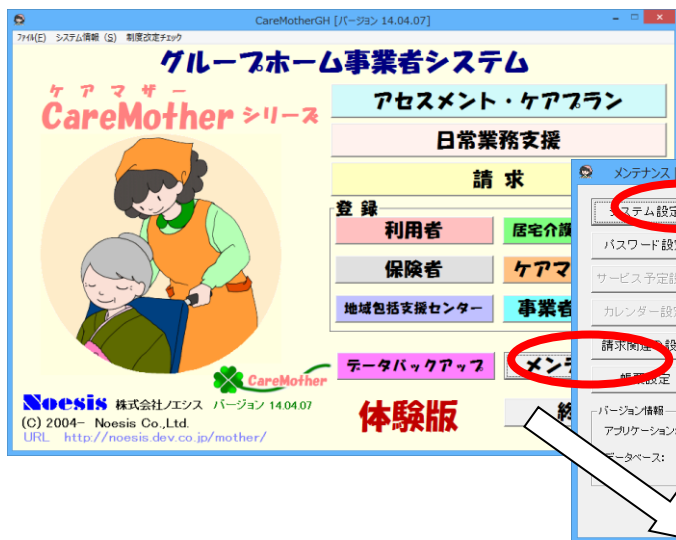 CareMotherGH [バージョン 14.04.07]
ファイル(F) システム情報(S) 制度改定チェック
グループホーム事業者システム
ケアマザー
CareMother シリーズ
アセスメント・ケアプラン
日常業務支援
請 求
登 録
利用者
居宅介護
保険者
ケアマ
地域包括支援センター
事業者
データバックアップ
メンテ
CareMother
Noesis 株式会社ノエシス バージョン 14.04.07
(C) 2004- Noesis Co.,Ltd.
URL http://noesis.dev.co.jp/mother/
体験版
終
メンテナンス
システム設定
パスワード設定
サービス予定
カレンダー設定
請求関連の設
帳票設定
バージョン情報
アプリケーション:
データベース: